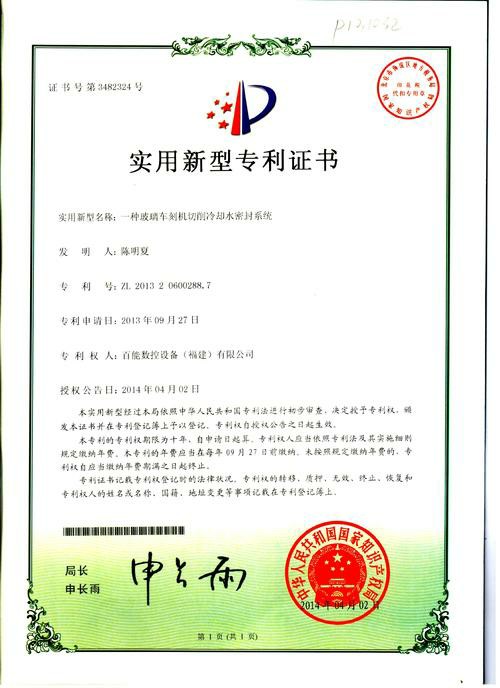 证书号第3482324号
实用新型专利证书
实用新型名称：一种玻璃车刻机切削冷却水密封系统
发 明 人：陈明夏
专 利 号：ZL 2013 2 0600288.7
专利申请日：2013年09月27日
专 利 权 人：百能数控设备（福建）有限公司
授权公告日：2014年04月02日
本实用新型经过本局依照中华人民共和国专利法进行初步审查，决定授予专利权，颁
发本证书并在专利登记簿上予以登记。专利权自授权公告之日起生效。
本专利的专利权期限为十年，自申请日起算。专利权人应当依照专利法及其实施细则
规定缴纳年费。本专利的年费应当在每年09月27日前缴纳。未按照规定缴纳年费的，专
利权自应当缴纳年费期满之日起终止。
专利证书记载专利权登记时的法律状况。专利权的转移、质押、无效、终止、恢复和
专利权人的姓名或名称、国籍、地址变更等事项记载在专利登记簿上。
局长
申长雨
申长雨
中华人民共和国国家知识产权局
2014年04月02日
第1页(共1页)